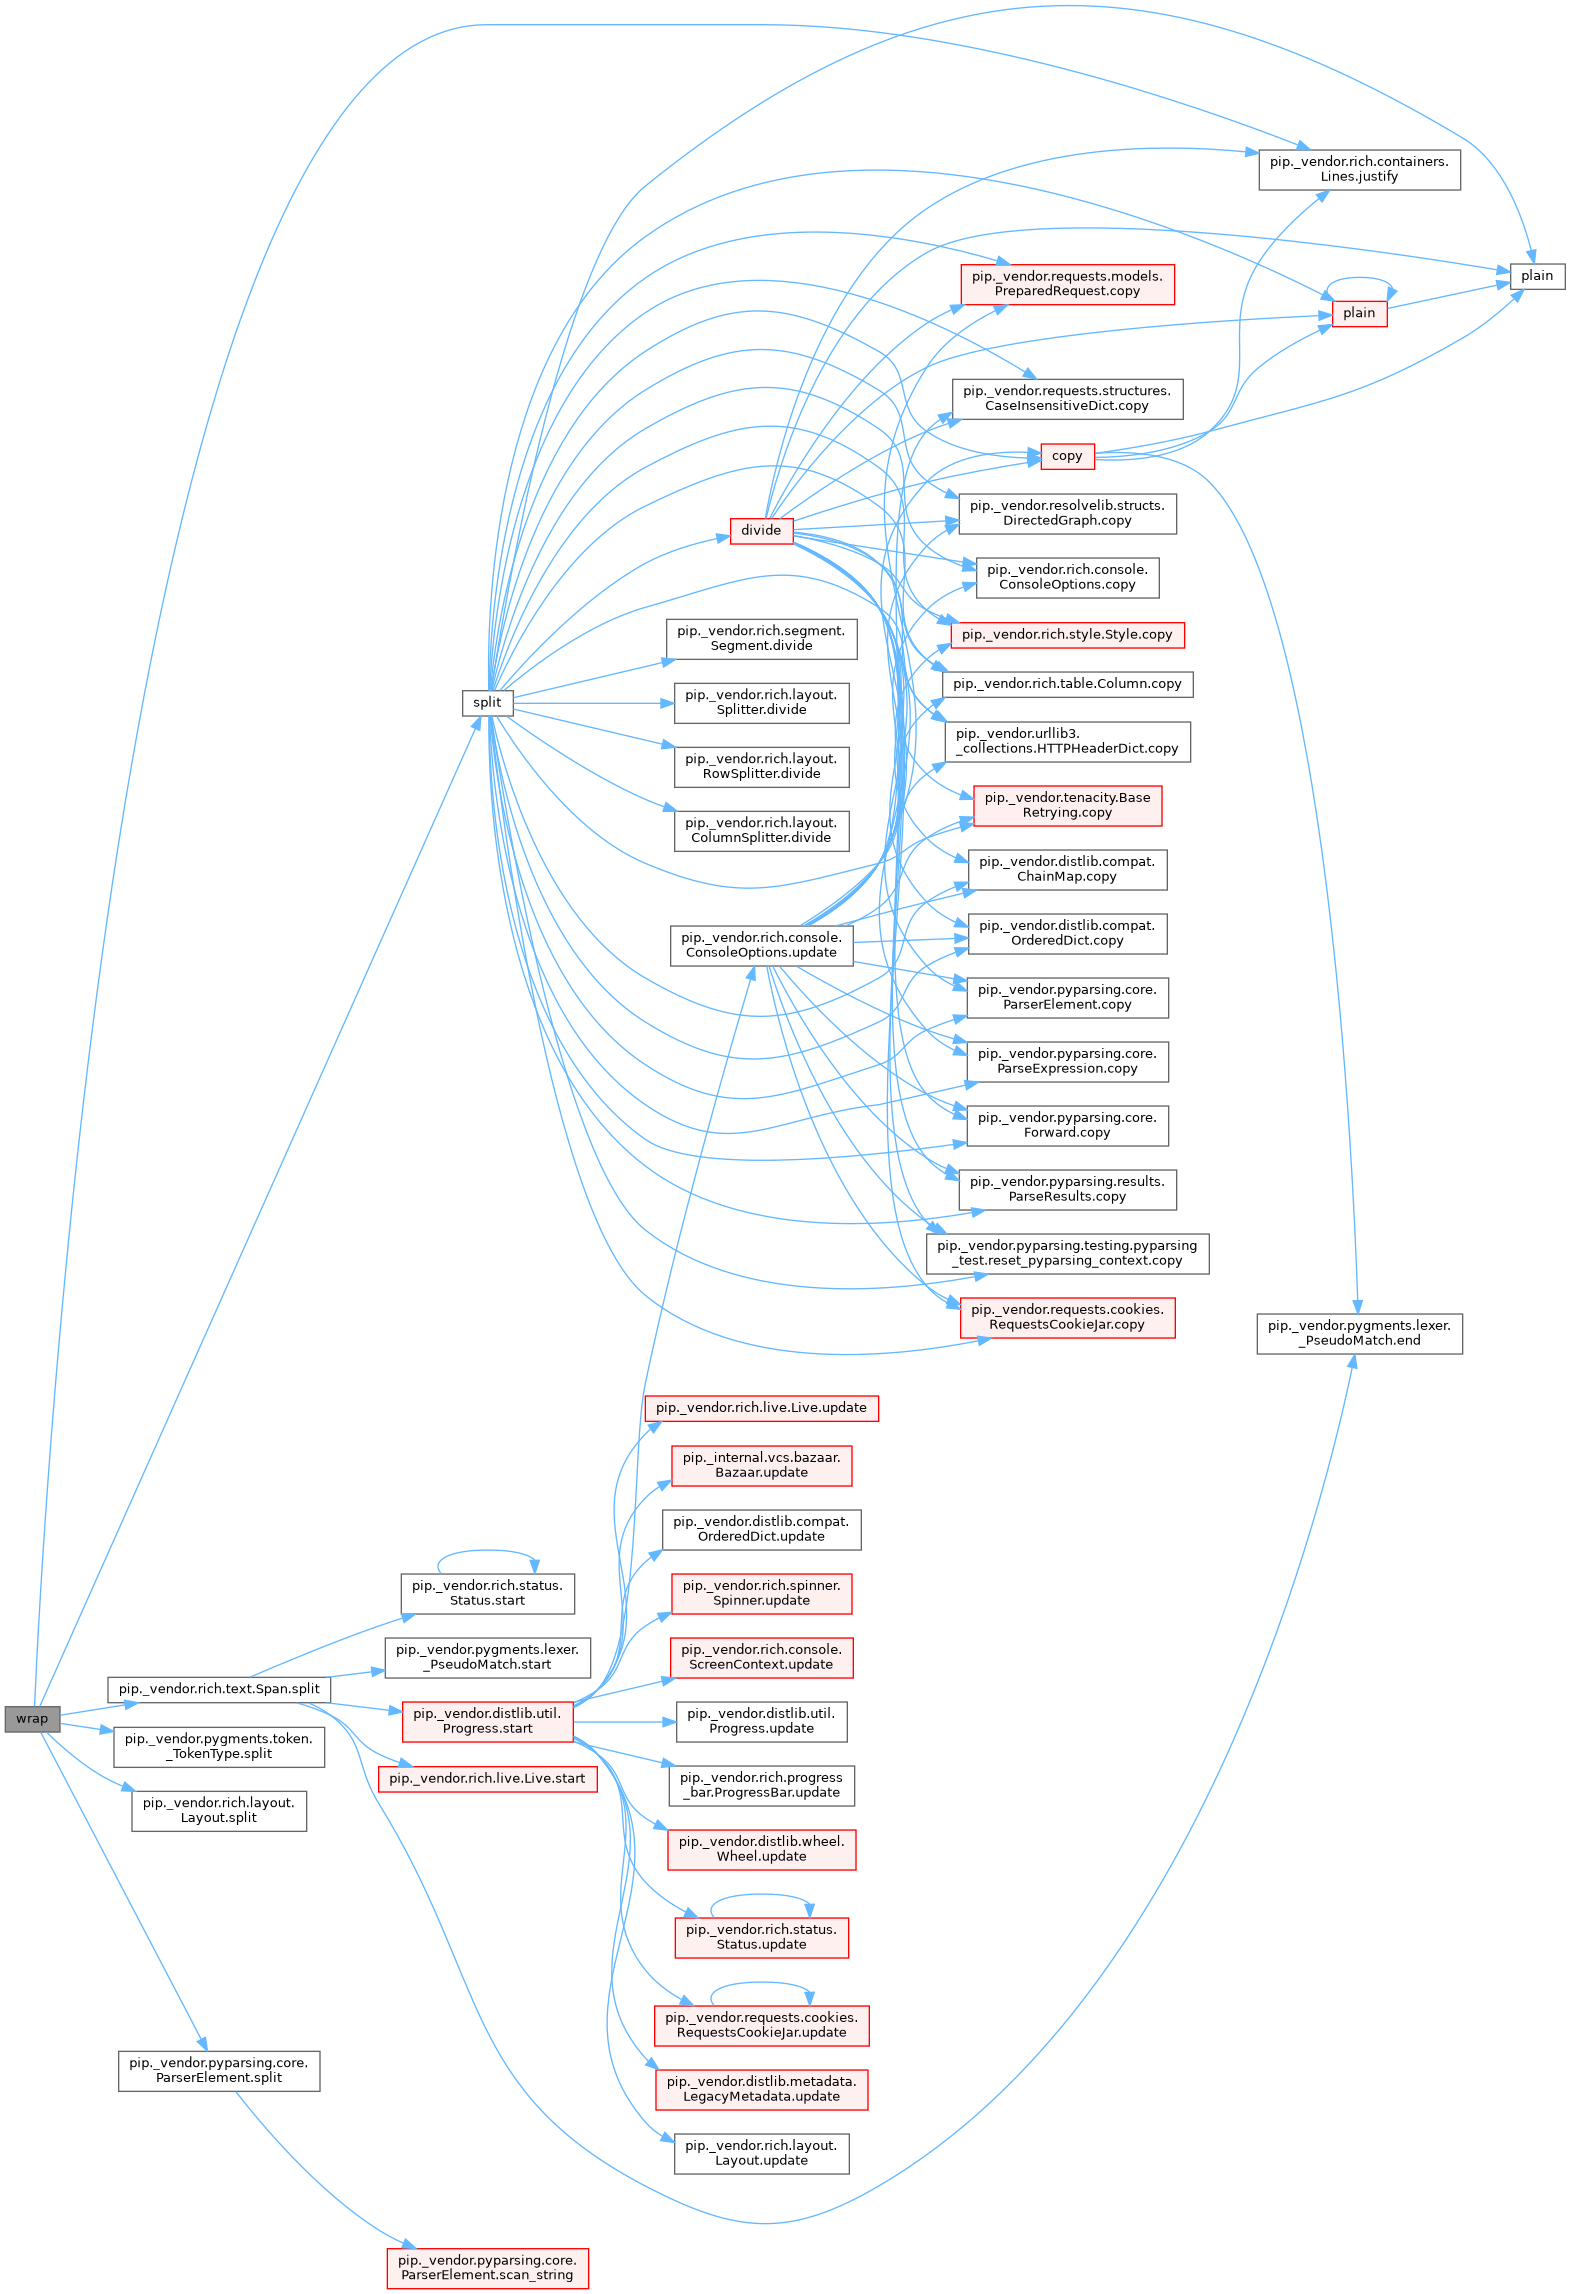 pip._vendor.rich.containers.
Lines.justify
plain
pip._vendor.requests.models.
PreparedRequest.copy
plain
pip._vendor.requests.structures.
CaseInsensitiveDict.copy
copy
pip._vendor.resolvelib.structs.
DirectedGraph.copy
divide
pip._vendor.rich.console.
ConsoleOptions.copy
pip._vendor.rich.segment.
Segment.divide
pip._vendor.rich.style.Style.copy
split
pip._vendor.rich.layout.
Splitter.divide
pip._vendor.rich.table.Column.copy
pip._vendor.rich.layout.
RowSplitter.divide
pip._vendor.urllib3.
_collections.HTTPHeaderDict.copy
pip._vendor.rich.layout.
ColumnSplitter.divide
pip._vendor.tenacity.Base
Retrying.copy
pip._vendor.distlib.compat.
ChainMap.copy
pip._vendor.rich.console.
ConsoleOptions.update
pip._vendor.distlib.compat.
OrderedDict.copy
pip._vendor.pyparsing.core.
ParserElement.copy
pip._vendor.pyparsing.core.
ParseExpression.copy
pip._vendor.pyparsing.core.
Forward.copy
pip._vendor.pyparsing.results.
ParseResults.copy
pip._vendor.pyparsing.testing.pyparsing
_test.reset_pyparsing_context.copy
pip._vendor.requests.cookies.
RequestsCookieJar.copy
pip._vendor.pygments.lexer.
_PseudoMatch.end
pip._vendor.rich.live.Live.update
pip._internal.vcs.bazaar.
Bazaar.update
pip._vendor.distlib.compat.
OrderedDict.update
pip._vendor.rich.status.
Status.start
pip._vendor.rich.spinner.
Spinner.update
pip._vendor.pygments.lexer.
_PseudoMatch.start
pip._vendor.rich.console.
ScreenContext.update
pip._vendor.rich.text.Span.split
wrap
pip._vendor.distlib.util.
Progress.start
pip._vendor.distlib.util.
Progress.update
pip._vendor.pygments.token.
_TokenType.split
pip._vendor.rich.live.Live.start
pip._vendor.rich.progress
_bar.ProgressBar.update
pip._vendor.rich.layout.
Layout.split
pip._vendor.distlib.wheel.
Wheel.update
pip._vendor.rich.status.
Status.update
pip._vendor.requests.cookies.
RequestsCookieJar.update
pip._vendor.pyparsing.core.
ParserElement.split
pip._vendor.distlib.metadata.
LegacyMetadata.update
pip._vendor.rich.layout.
Layout.update
pip._vendor.pyparsing.core.
ParserElement.scan_string